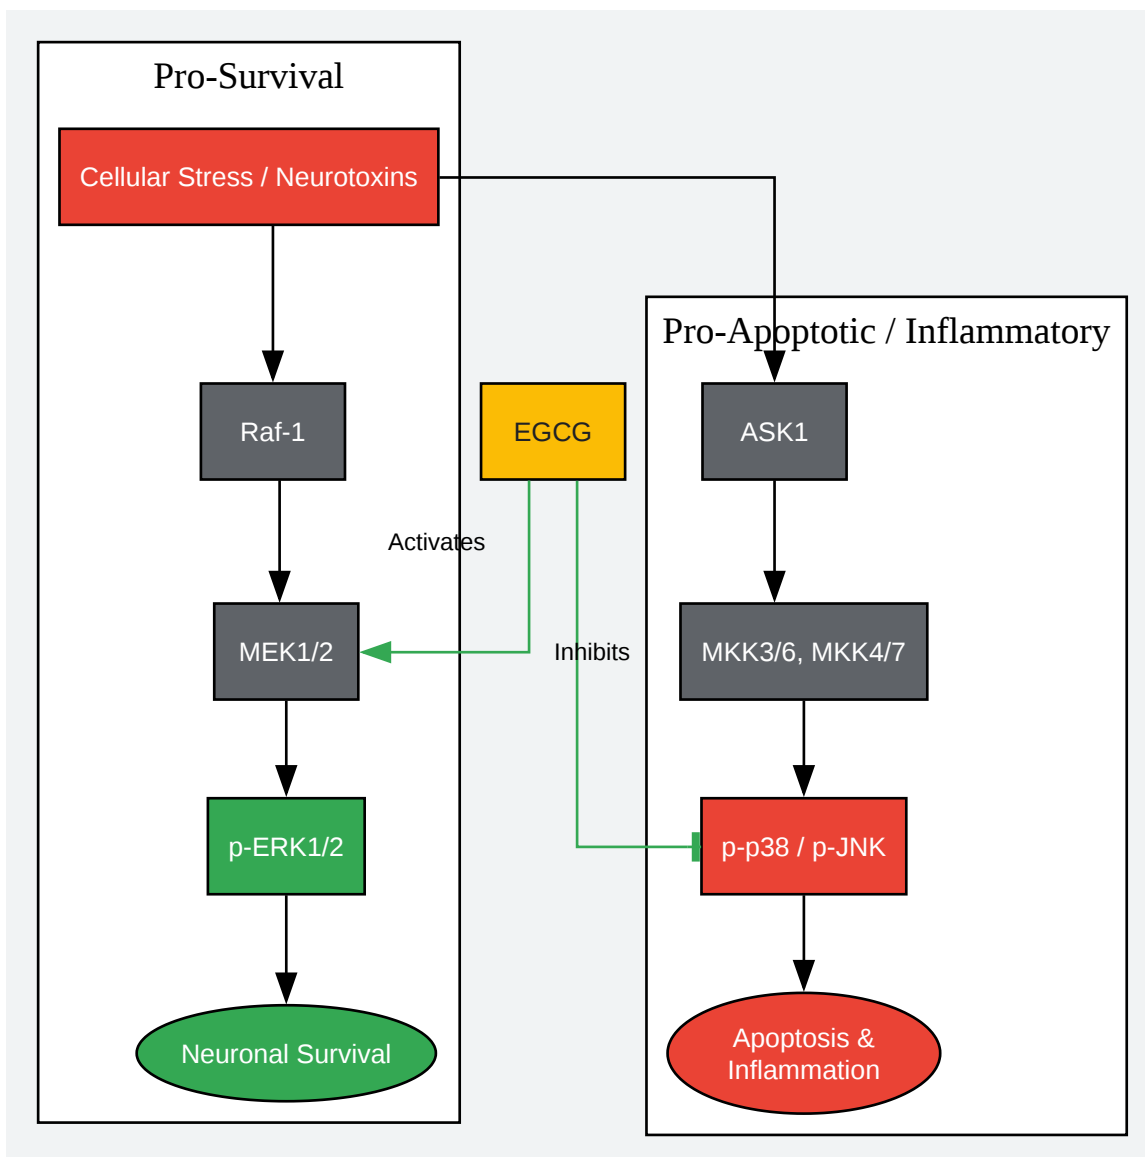 Pro-Survival
Cellular Stress / Neurotoxins
Pro-Apoptotic / Inflammatory
Raf-1
EGCG
ASK1
Activates
MEK1/2
Inhibits
MKK3/6, MKK4/7
p-ERK1/2
p-p38 / p-JNK
Neuronal Survival
Apoptosis &
Inflammation